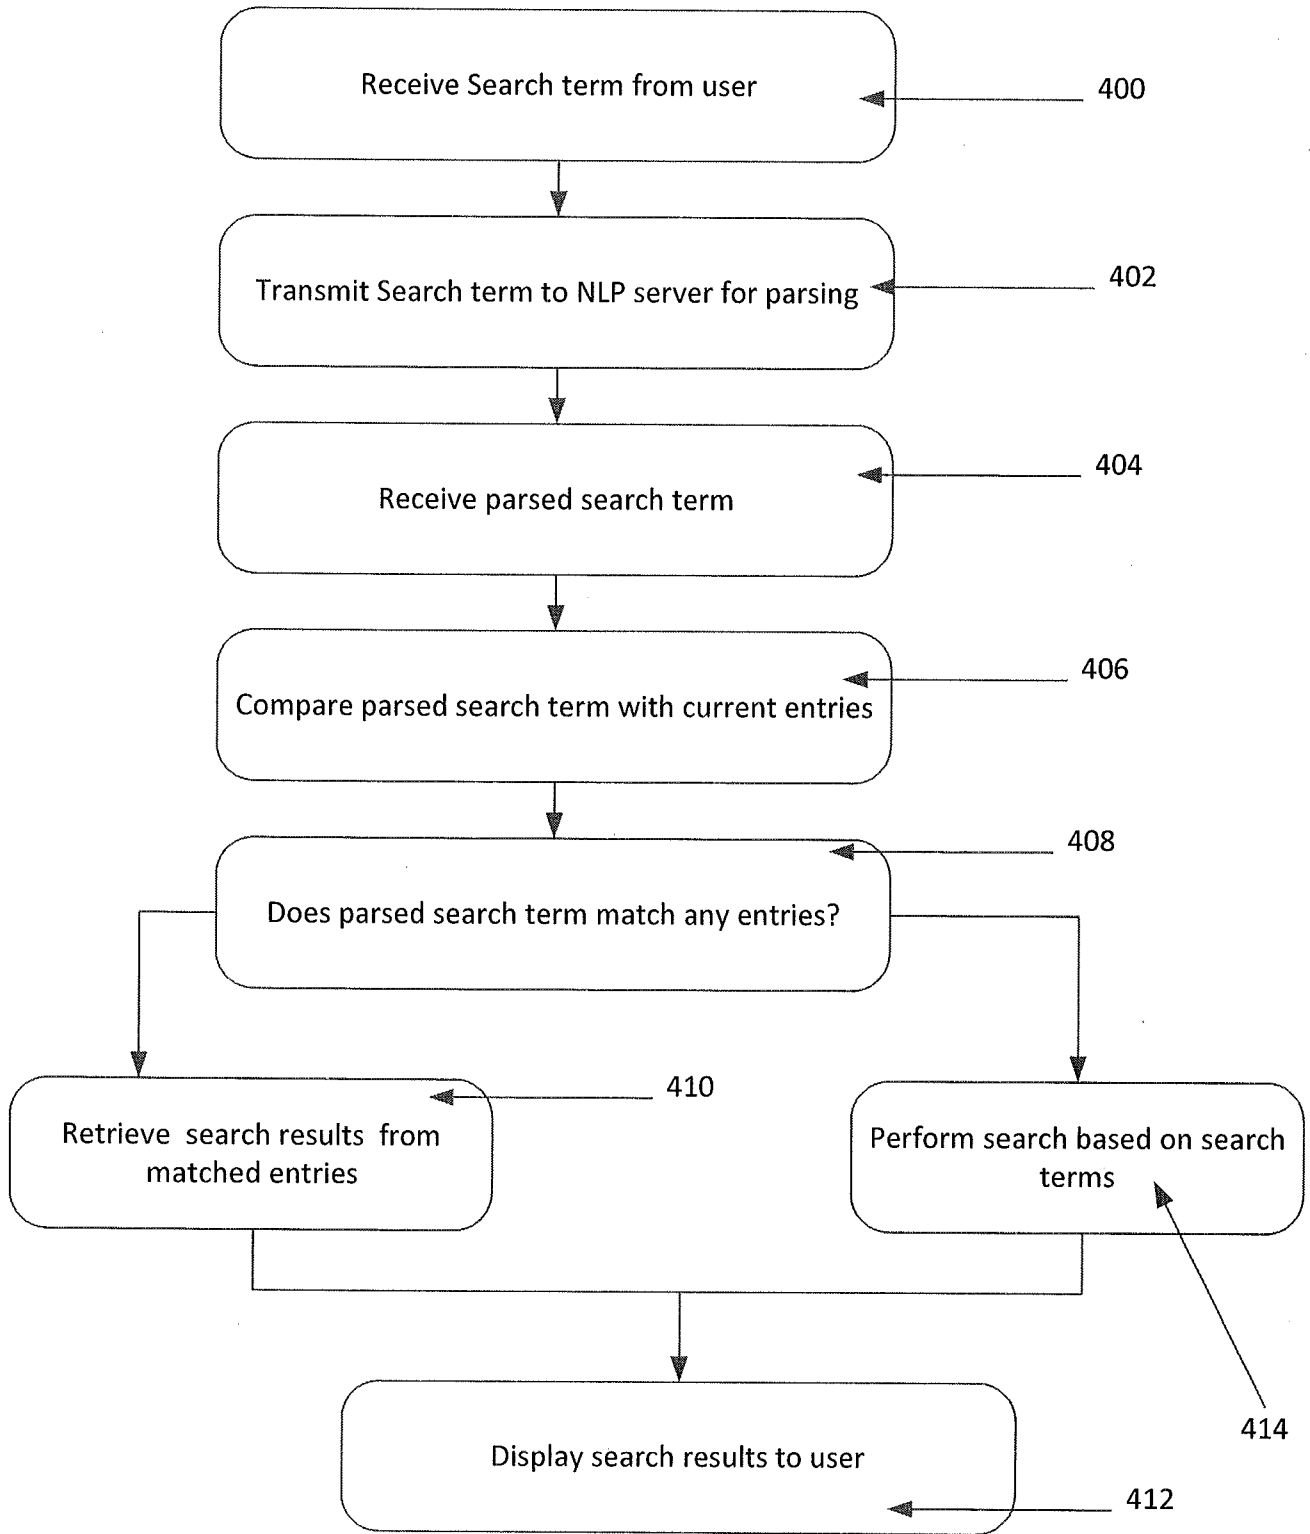 Receive Search term from user
400
Transmit Search term to NLP server for parsing
402
Receive parsed search term
404
Compare parsed search term with current entries
406
Does parsed search term match any entries?
408
Retrieve search results from
matched entries
410
Perform search based on search
terms
414
Display search results to user
412